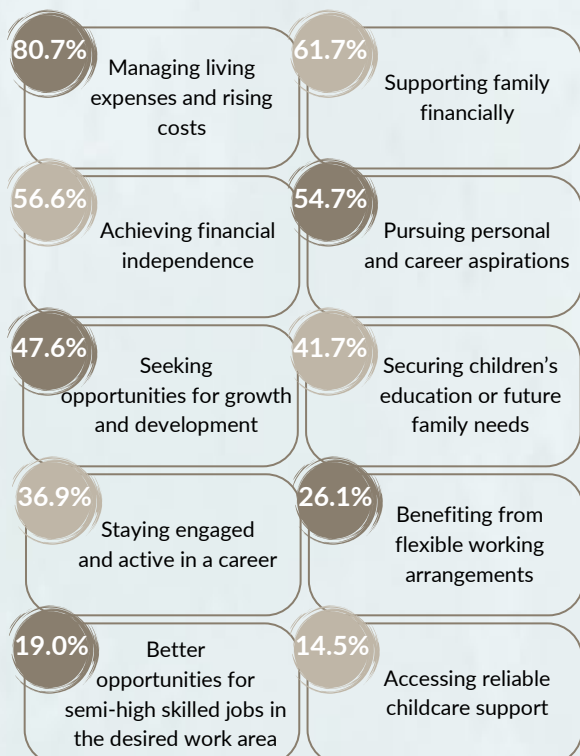 80.7%
Managing living
expenses and rising
costs
61.7%
Supporting family
financially
56.6%
Achieving financial
independence
54.7%
Pursuing personal
and career aspirations
47.6%
Seeking
opportunities for growth
and development
41.7%
Securing children’s
education or future
family needs
36.9%
Staying engaged
and active in a career
26.1%
Benefiting from
flexible working
arrangements
19.0%
Better
opportunities for
semi-high skilled jobs in
the desired work area
14.5%
Accessing reliable
childcare support